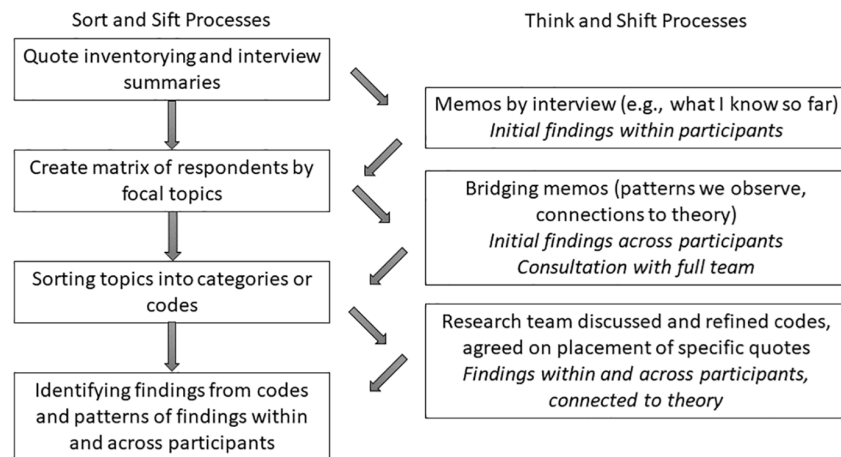 Sort and Sift Processes
Think and Shift Processes
Quote inventorying and interview
summaries
Memos by interview (e.g., what I know so far)
Initial findings within participants
Create matrix of respondents by
focal topics
Bridging memos (patterns we observe,
connections to theory)
Initial findings across participants
Consultation with full team
Sorting topics into categories or
codes
Research team discussed and refined codes,
agreed on placement of specific quotes
Findings within and across participants,
connected to theory
Identifying findings from codes
and patterns of findings within
and across participants